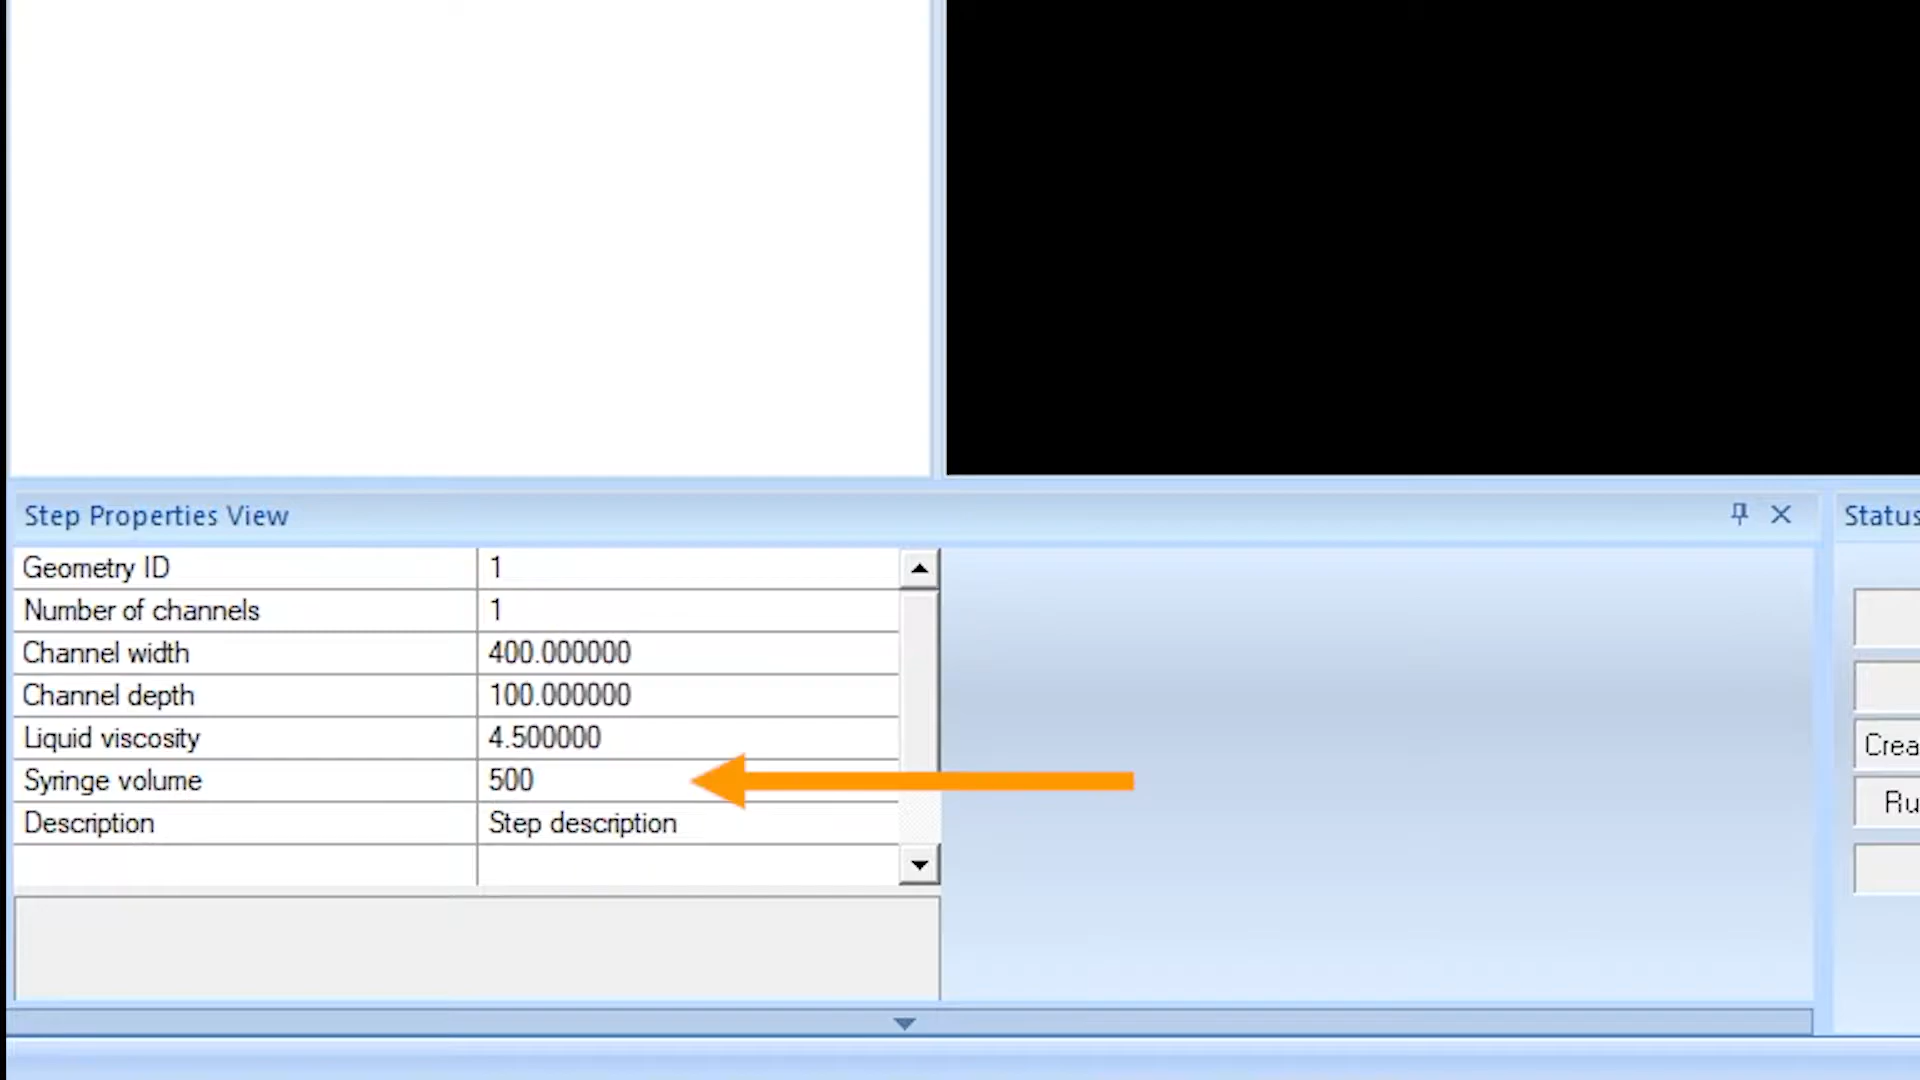 Step Properties View
Status
Geometry ID 1
Number of channels 1
Channel width 400.000000
Channel depth 100.000000
Liquid viscosity 4.500000
Crea
Syringe volume 500
Ru
Description Step description